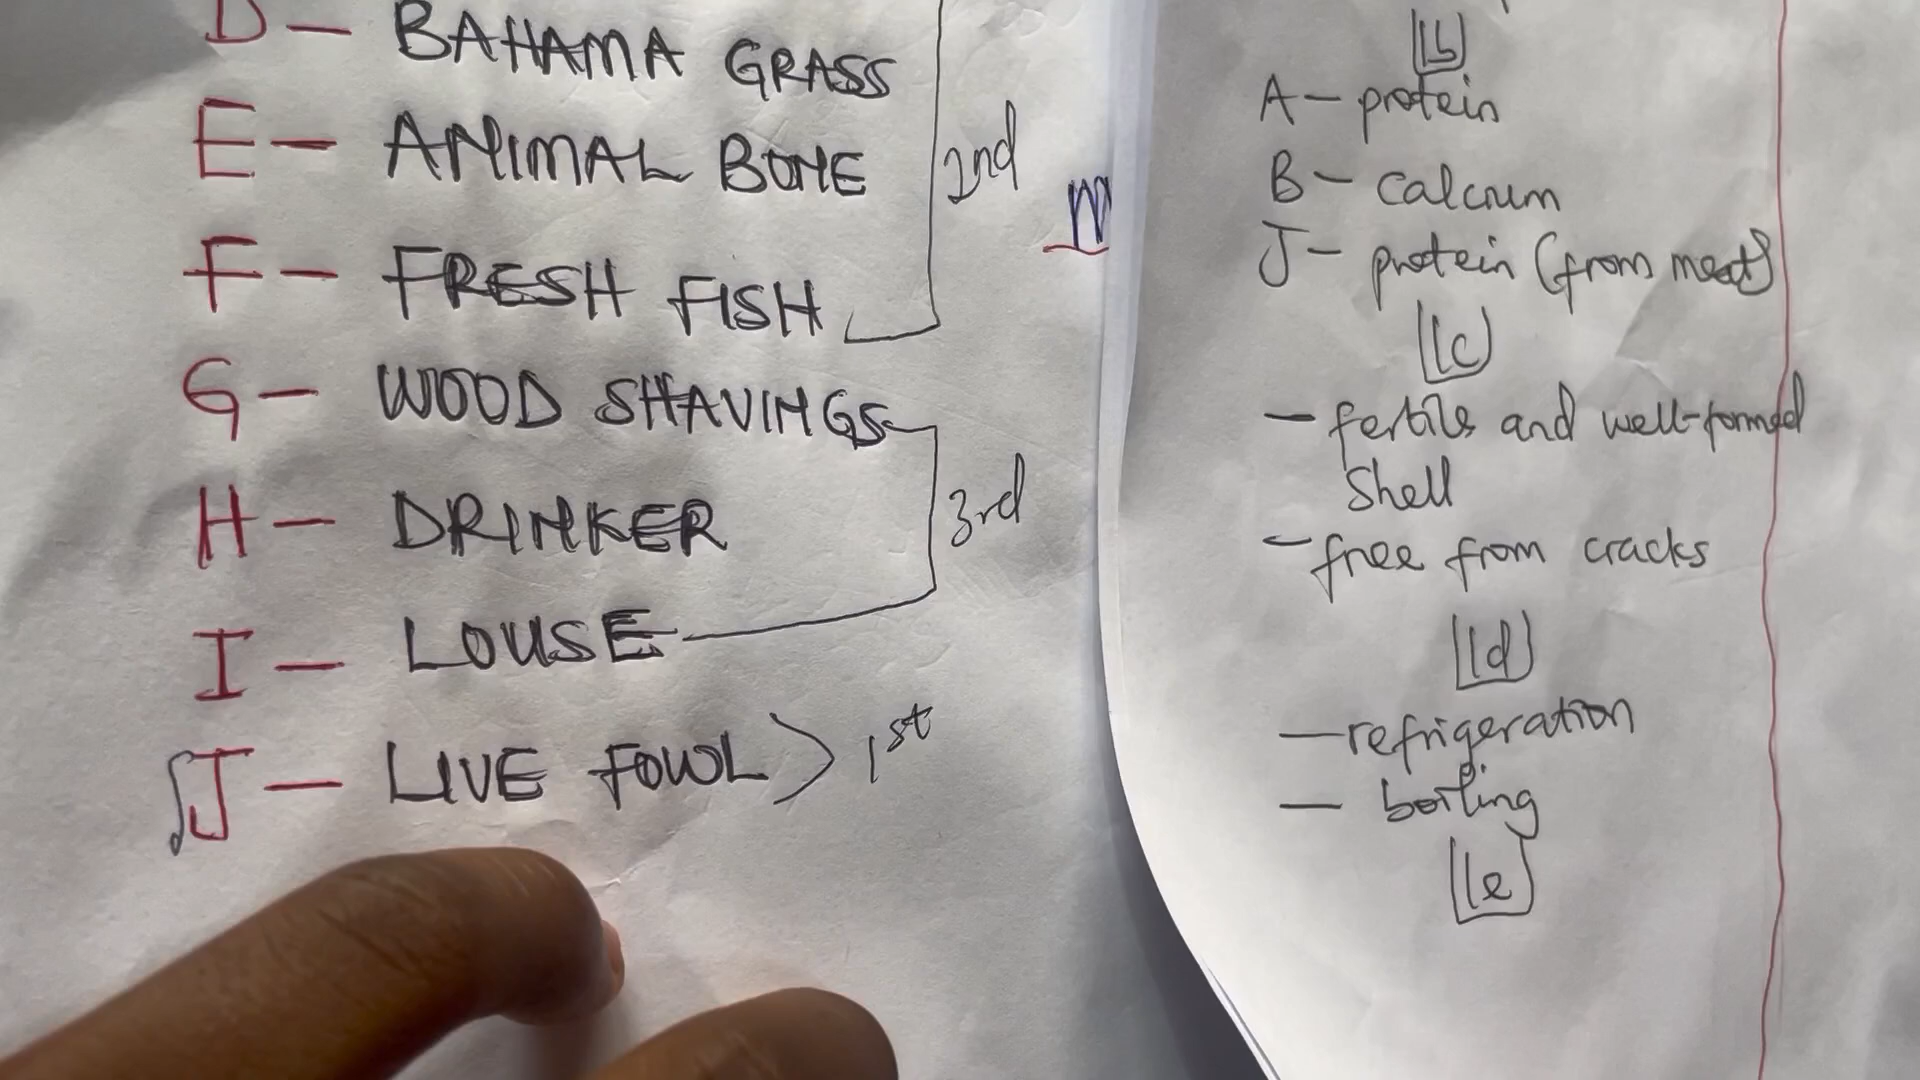 D — BAHAMA GRASS
E — ANIMAL BONE
F — FRESH FISH
2nd
G — WOOD SHAVINGS
H — DRINKER
3rd
I — LOUSE
J — LIVE FOWL > 1st
1b
A — protein
B — calcium
J — protein (from meat)
1c
— fertile and well-formed
shell
— free from cracks
1d
— refrigeration
— boiling
1e